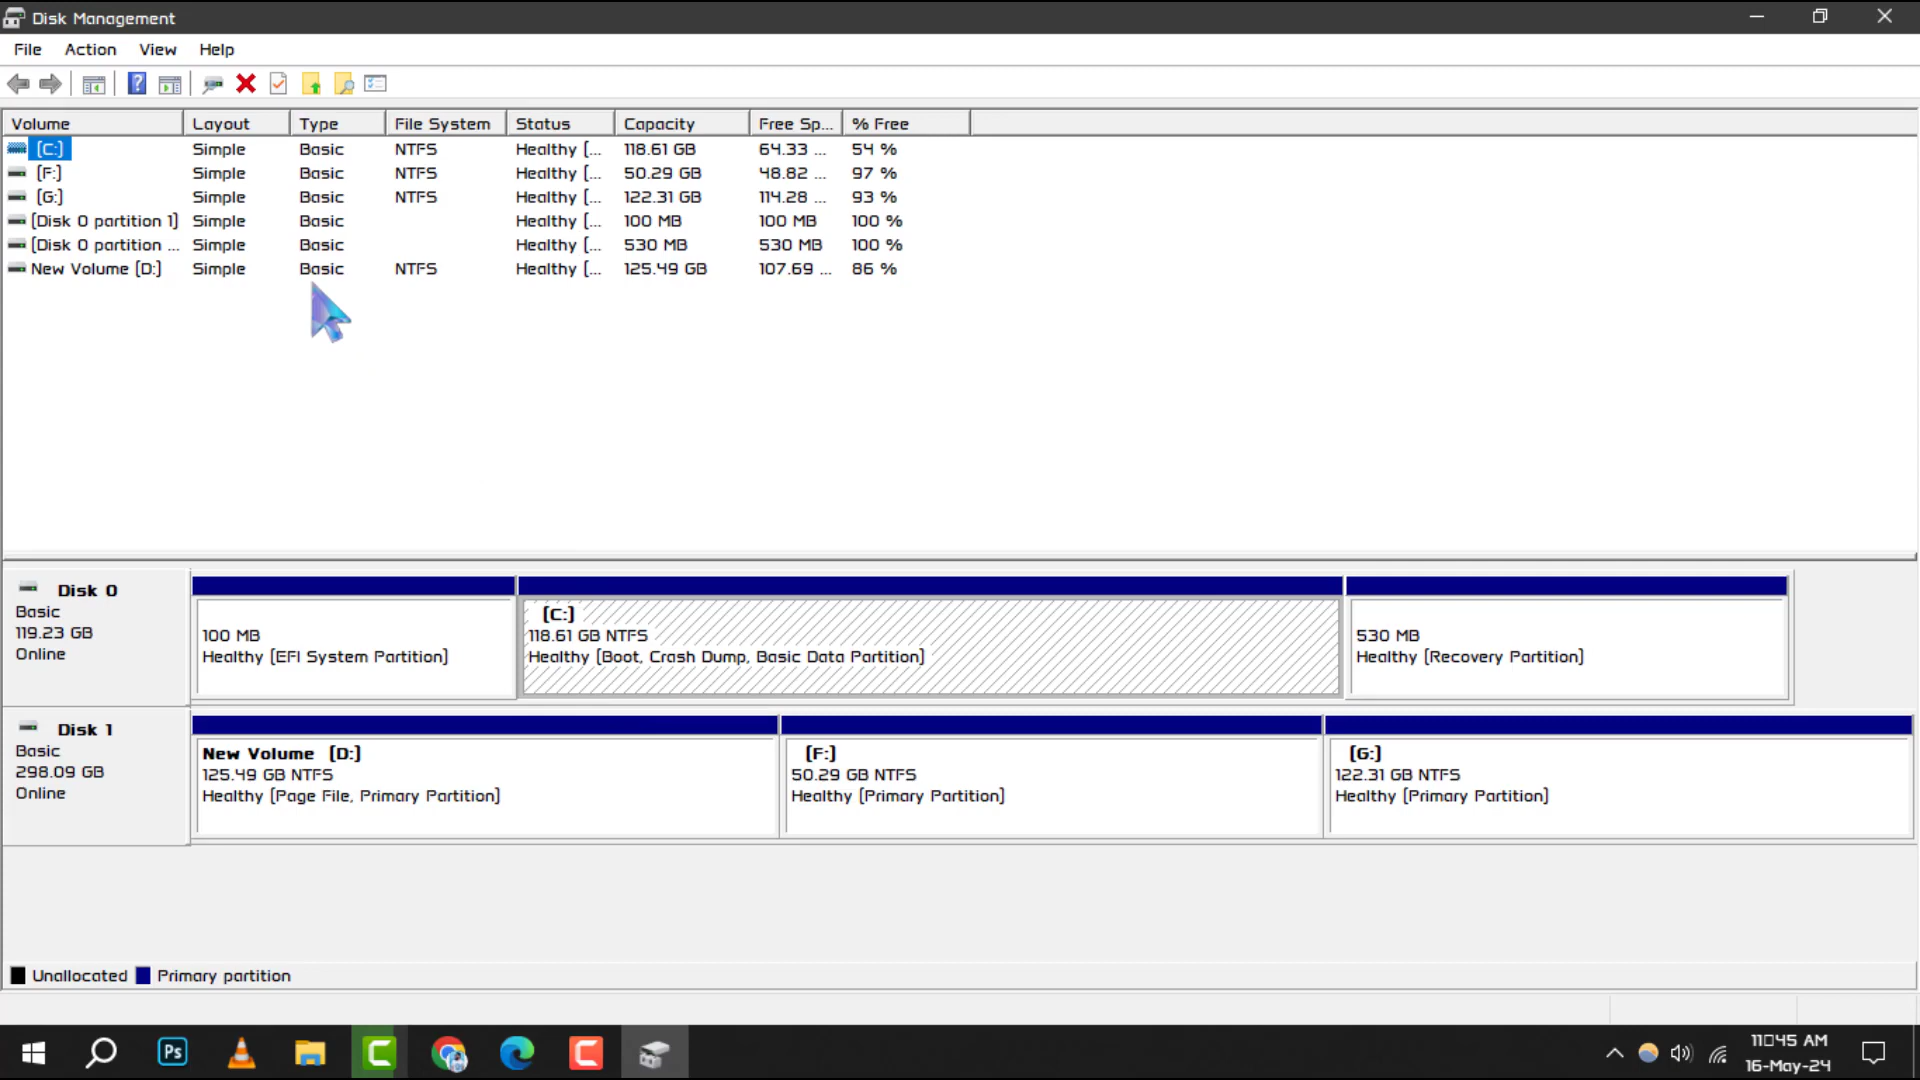 Disk Management
File Action View Help
Volume Layout Type File System Status Capacity Free Sp... % Free
(C:) Simple Basic NTFS Healthy (... 118.61 GB 64.33 ... 54 %
(F:) Simple Basic NTFS Healthy (... 50.29 GB 48.82 ... 97 %
(G:) Simple Basic NTFS Healthy (... 122.31 GB 114.28 ... 93 %
(Disk 0 partition 1) Simple Basic Healthy (... 100 MB 100 MB 100 %
(Disk 0 partition ... Simple Basic Healthy (... 530 MB 530 MB 100 %
New Volume (D:) Simple Basic NTFS Healthy (... 125.49 GB 107.69 ... 86 %
Disk 0
Basic
119.23 GB
Online
100 MB
Healthy (EFI System Partition)
(C:)
118.61 GB NTFS
Healthy (Boot, Crash Dump, Basic Data Partition)
530 MB
Healthy (Recovery Partition)
Disk 1
Basic
298.09 GB
Online
New Volume (D:)
125.49 GB NTFS
Healthy (Page File, Primary Partition)
(F:)
50.29 GB NTFS
Healthy (Primary Partition)
(G:)
122.31 GB NTFS
Healthy (Primary Partition)
Unallocated Primary partition
Ps
11□45 AM
16-May-24